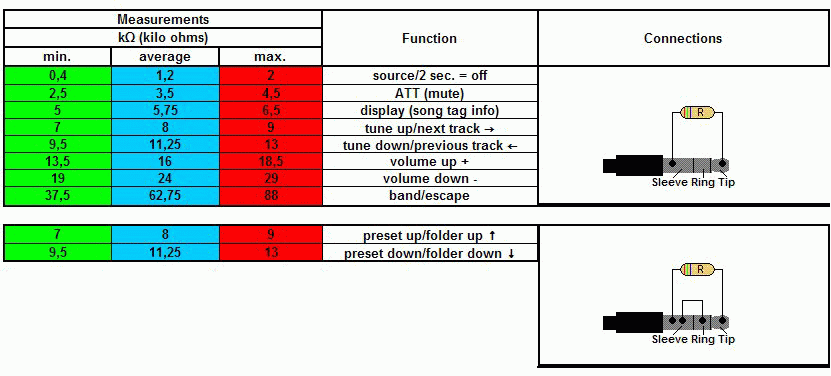 Measurements
kΩ (kilo ohms) Function Connections
min. average max.
0,4 1,2 2 source/2 sec. = off
2,5 3,5 4,5 ATT (mute)
5 5,75 6,5 display (song tag info)
7 8 9 tune up/next track →
9,5 11,25 13 tune down/previous track ←
13,5 16 18,5 volume up +
19 24 29 volume down -
37,5 62,75 88 band/escape
R
Sleeve Ring Tip
7 8 9 preset up/folder up ↑
9,5 11,25 13 preset down/folder down ↓
R
Sleeve Ring Tip